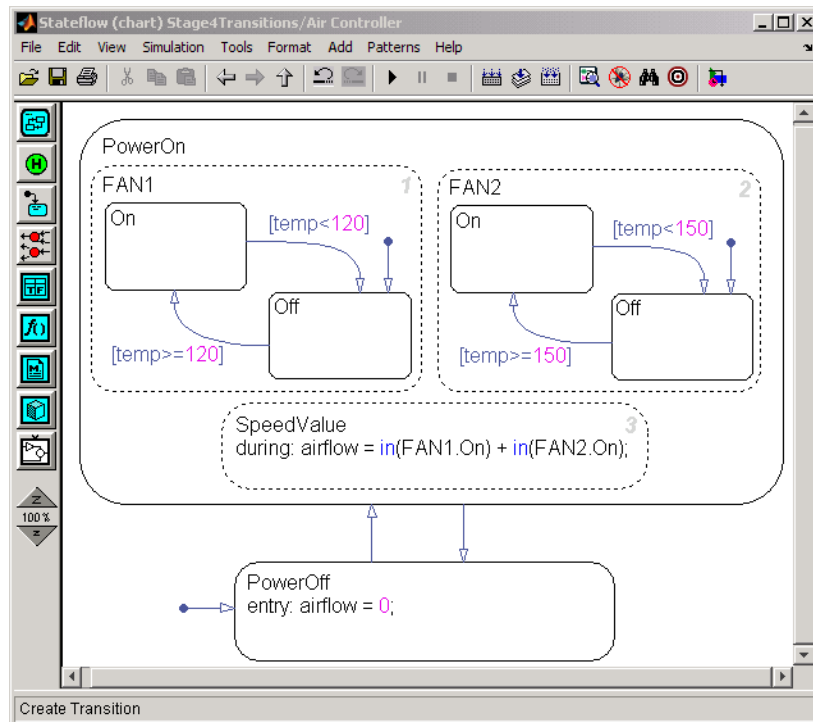 Stateflow (chart) Stage4Transitions/Air Controller
File Edit View Simulation Tools Format Add Patterns Help
PowerOn
FAN1 1
On
[temp<120]
Off
[temp>=120]
FAN2 2
On
[temp<150]
Off
[temp>=150]
SpeedValue 3
during: airflow = in(FAN1.On) + in(FAN2.On);
PowerOff
entry: airflow = 0;
H
TF
f()
M
Z
100%
z
Create Transition